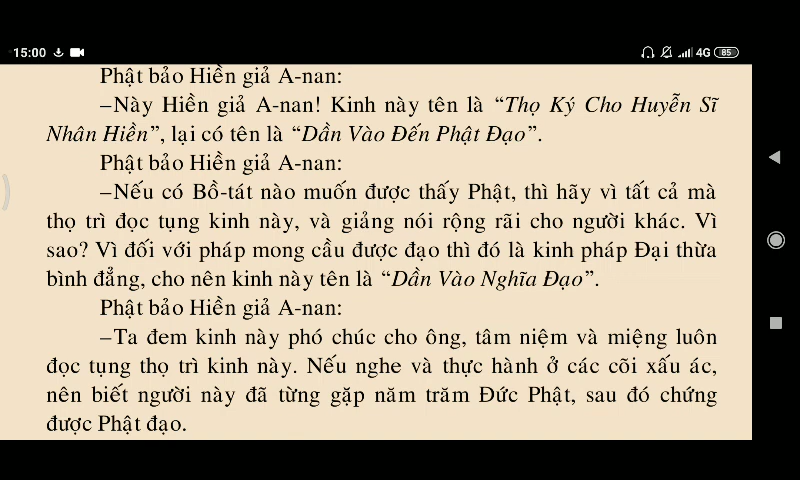 15:00
4G 85
Phật bảo Hiền giả A-nan:
–Này Hiền giả A-nan! Kinh này tên là “Thọ Ký Cho Huyễn Sĩ
Nhân Hiền”, lại có tên là “Dẫn Vào Đến Phật Đạo”.
Phật bảo Hiền giả A-nan:
–Nếu có Bồ-tát nào muốn được thấy Phật, thì hãy vì tất cả mà
thọ trì đọc tụng kinh này, và giảng nói rộng rãi cho người khác. Vì
sao? Vì đối với pháp mong cầu được đạo thì đó là kinh pháp Đại thừa
bình đẳng, cho nên kinh này tên là “Dẫn Vào Nghĩa Đạo”.
Phật bảo Hiền giả A-nan:
–Ta đem kinh này phó chúc cho ông, tâm niệm và miệng luôn
đọc tụng thọ trì kinh này. Nếu nghe và thực hành ở các cõi xấu ác,
nên biết người này đã từng gặp năm trăm Đức Phật, sau đó chứng
được Phật đạo.